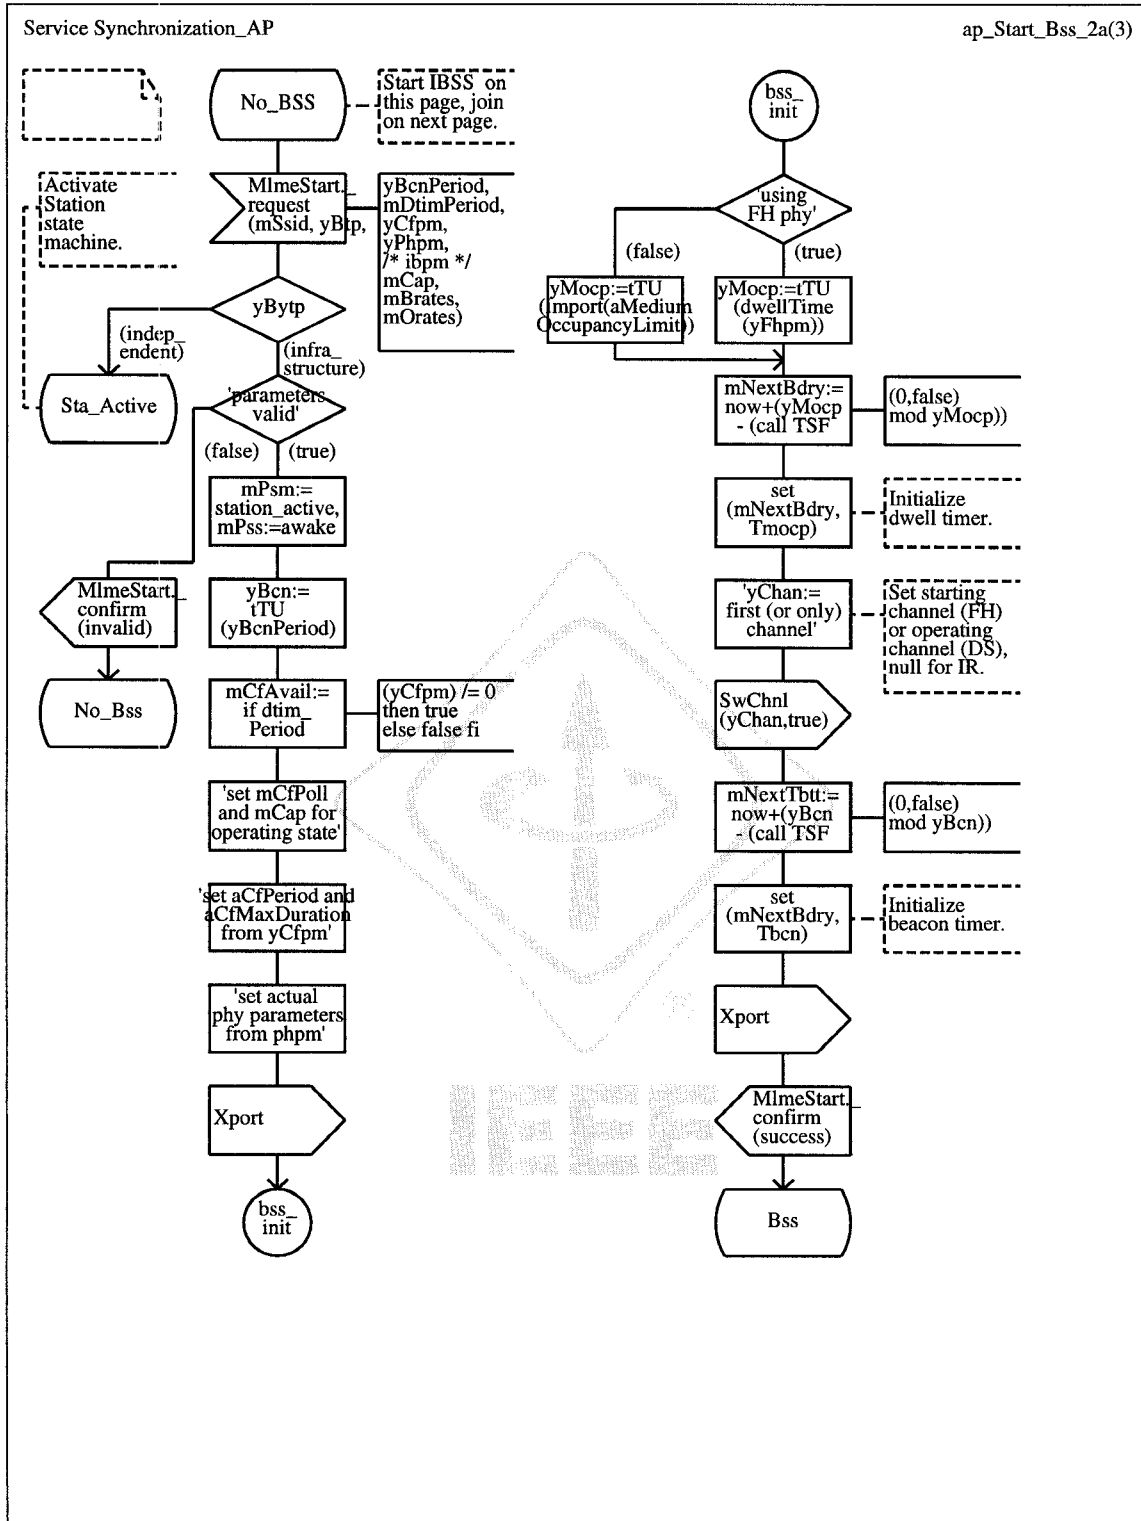 Service Synchronization_AP
ap_Start_Bss_2a(3)
No_BSS
Start IBSS on
this page, join
on next page.
Activate
Station
state
machine.
MlmeStart._
request
(mSsid, yBtp,
yBcnPeriod,
mDtimPeriod,
yCfpm,
yPhpm,
/* ibpm */
mCap,
mBrates,
mOrates)
yBytp
(indep_
endent)
(infra_
structure)
Sta_Active
'parameters
valid'
(false)
(true)
mPsm:=
station_active,
mPss:=awake
MlmeStart._
confirm
(invalid)
No_Bss
yBcn:=
tTU
(yBcnPeriod)
mCfAvail:=
if dtim_
Period
(yCfpm) /= 0
then true
else false fi
'set mCfPoll
and mCap for
operating state'
'set aCfPeriod and
aCfMaxDuration
from yCfpm'
'set actual
phy parameters
from phpm'
Xport
bss_
init
bss_
init
'using
FH phy'
(false)
(true)
yMocp:=tTU
(import(aMedium
OccupancyLimit))
yMocp:=tTU
(dwellTime
(yFhpm))
mNextBdry:=
now+(yMocp
- (call TSF
(0,false)
mod yMocp))
set
(mNextBdry,
Tmocp)
Initialize
dwell timer.
'yChan:=
first (or only)
channel'
Set starting
channel (FH)
or operating
channel (DS),
null for IR.
SwChnl
(yChan,true)
mNextTbtt:=
now+(yBcn
- (call TSF
(0,false)
mod yBcn))
set
(mNextBdry,
Tbcn)
Initialize
beacon timer.
Xport
MlmeStart._
confirm
(success)
Bss
IEEE